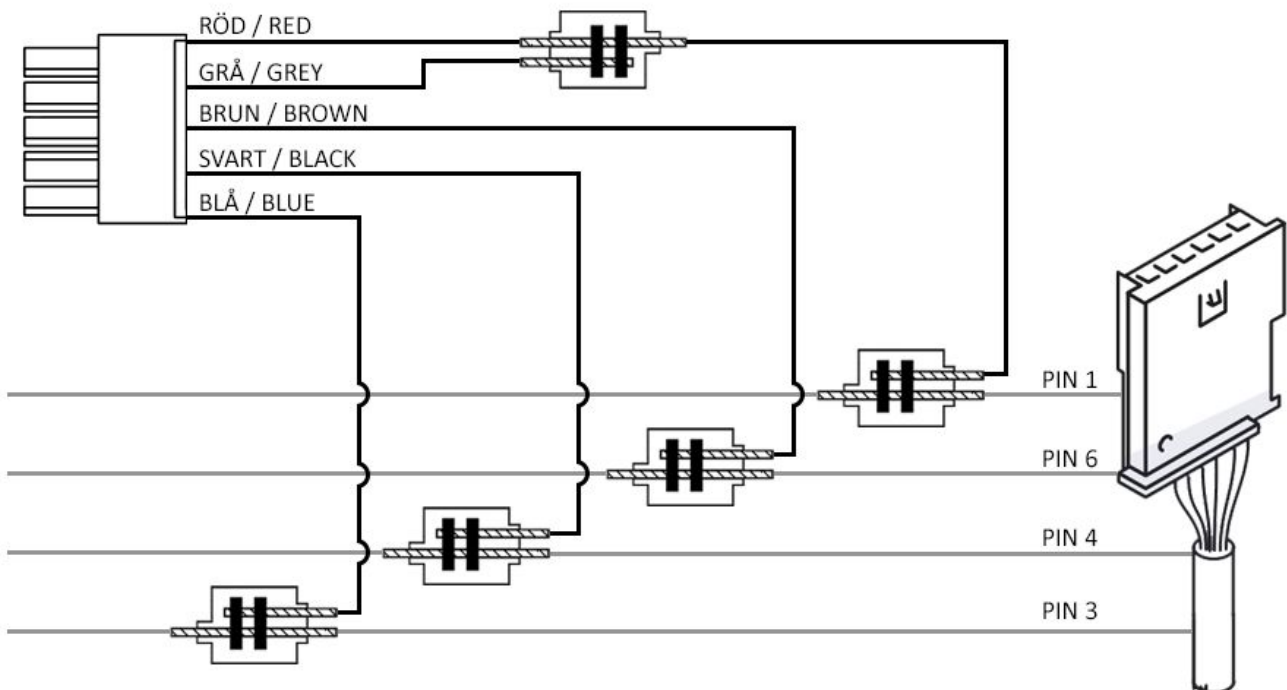 RÖD / RED
GRÅ / GREY
BRUN / BROWN
SVART / BLACK
BLÅ / BLUE
PIN 1
PIN 6
PIN 4
PIN 3